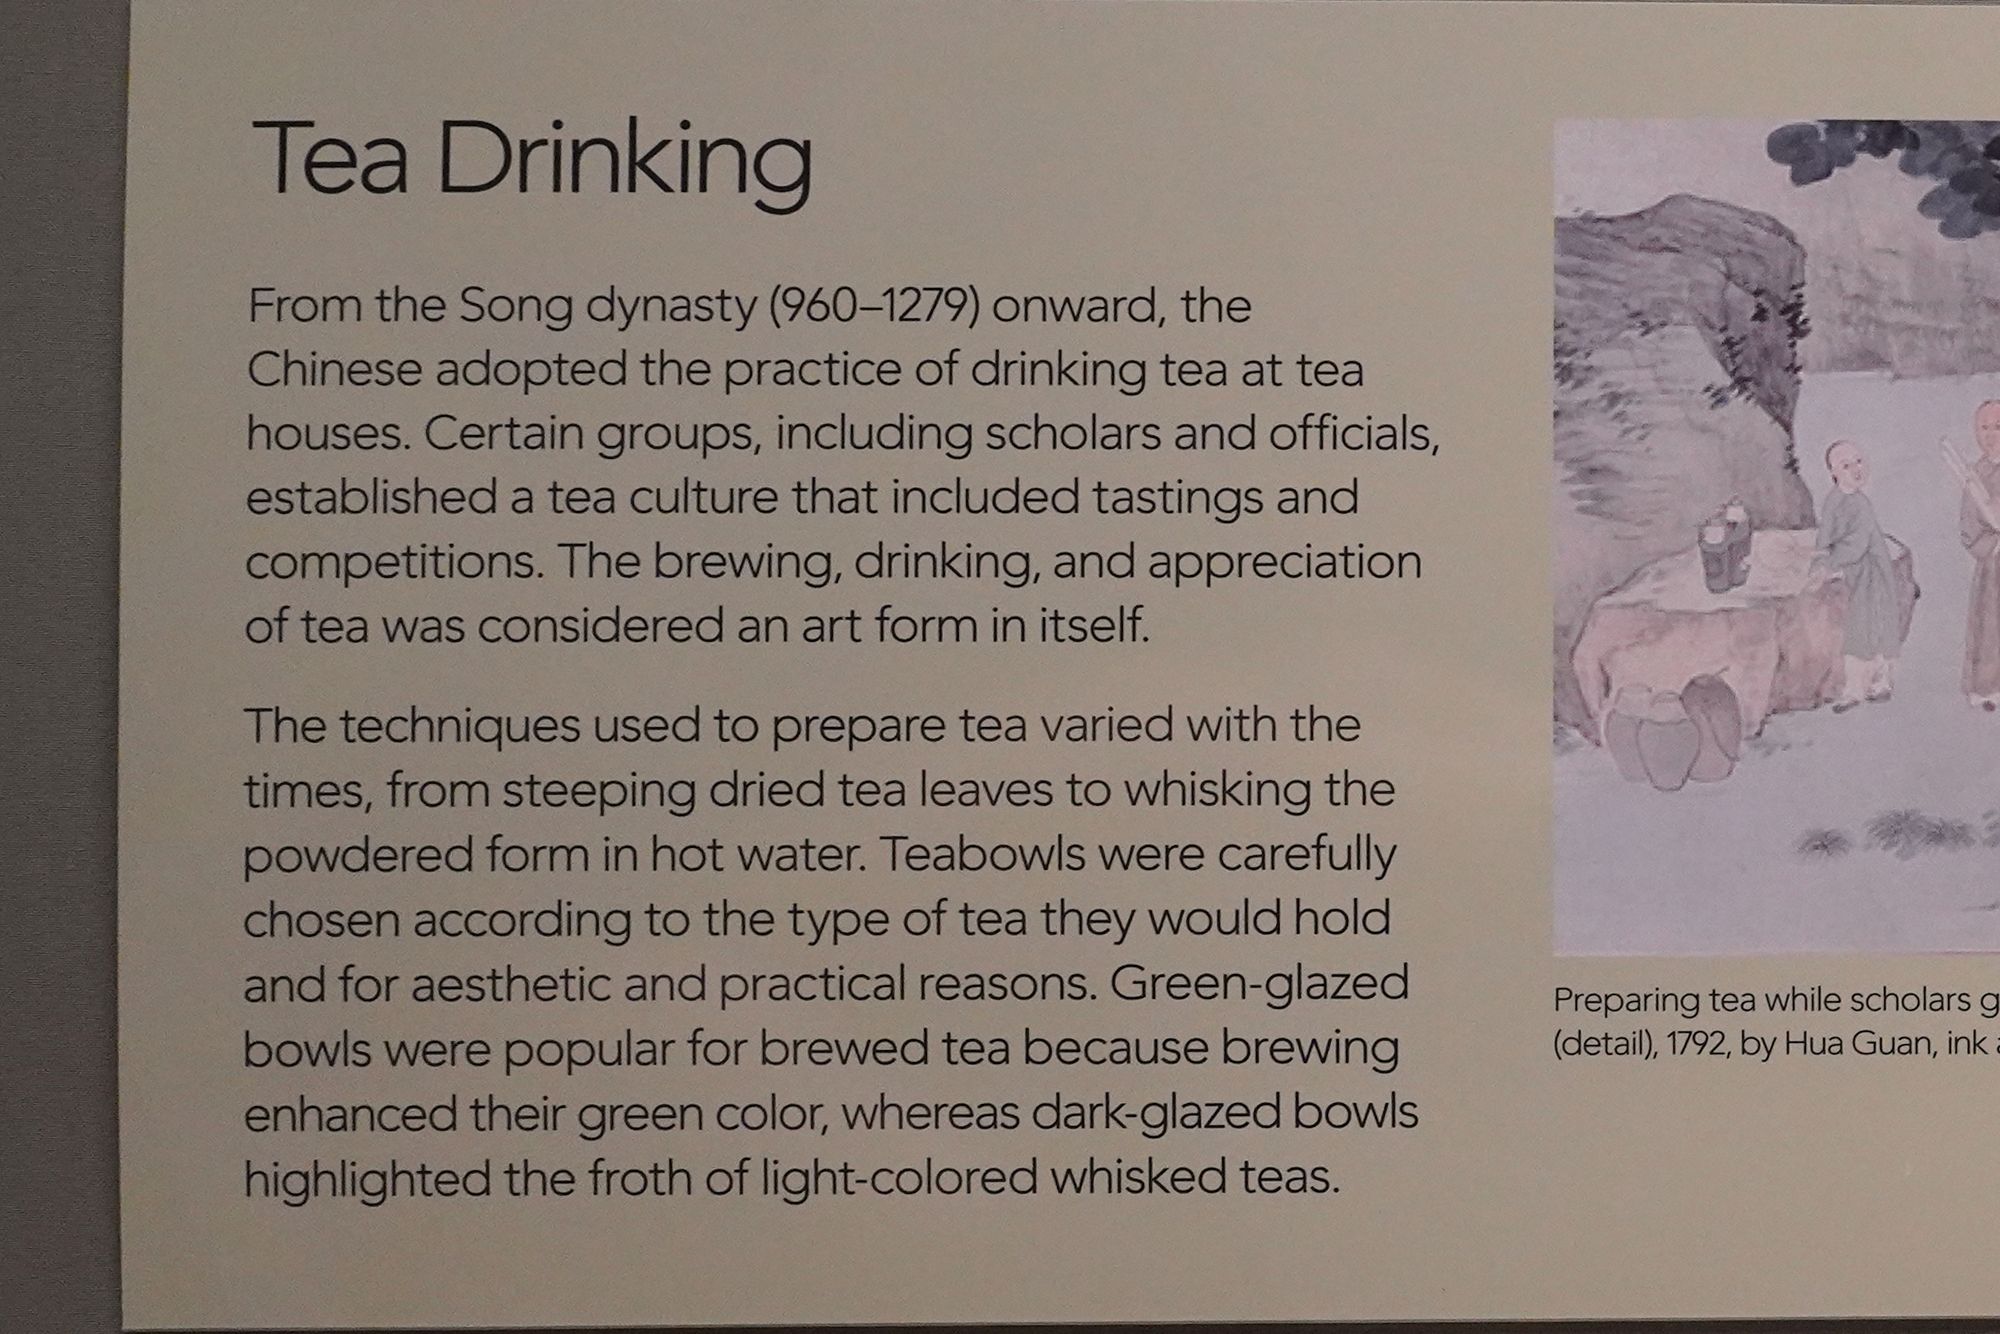 Tea Drinking
From the Song dynasty (960–1279) onward, the
Chinese adopted the practice of drinking tea at tea
houses. Certain groups, including scholars and officials,
established a tea culture that included tastings and
competitions. The brewing, drinking, and appreciation
of tea was considered an art form in itself.
The techniques used to prepare tea varied with the
times, from steeping dried tea leaves to whisking the
powdered form in hot water. Teabowls were carefully
chosen according to the type of tea they would hold
and for aesthetic and practical reasons. Green-glazed
bowls were popular for brewed tea because brewing
enhanced their green color, whereas dark-glazed bowls
highlighted the froth of light-colored whisked teas.
Preparing tea while scholars
(detail), 1792, by Hua Guan, ink